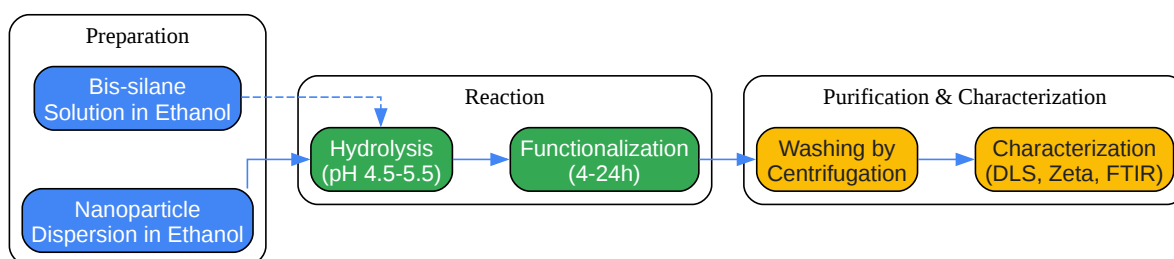 Preparation
Bis-silane
Solution in Ethanol
Nanoparticle
Dispersion in Ethanol
Reaction
Hydrolysis
(pH 4.5-5.5)
Functionalization
(4-24h)
Purification & Characterization
Washing by
Centrifugation
Characterization
(DLS, Zeta, FTIR)